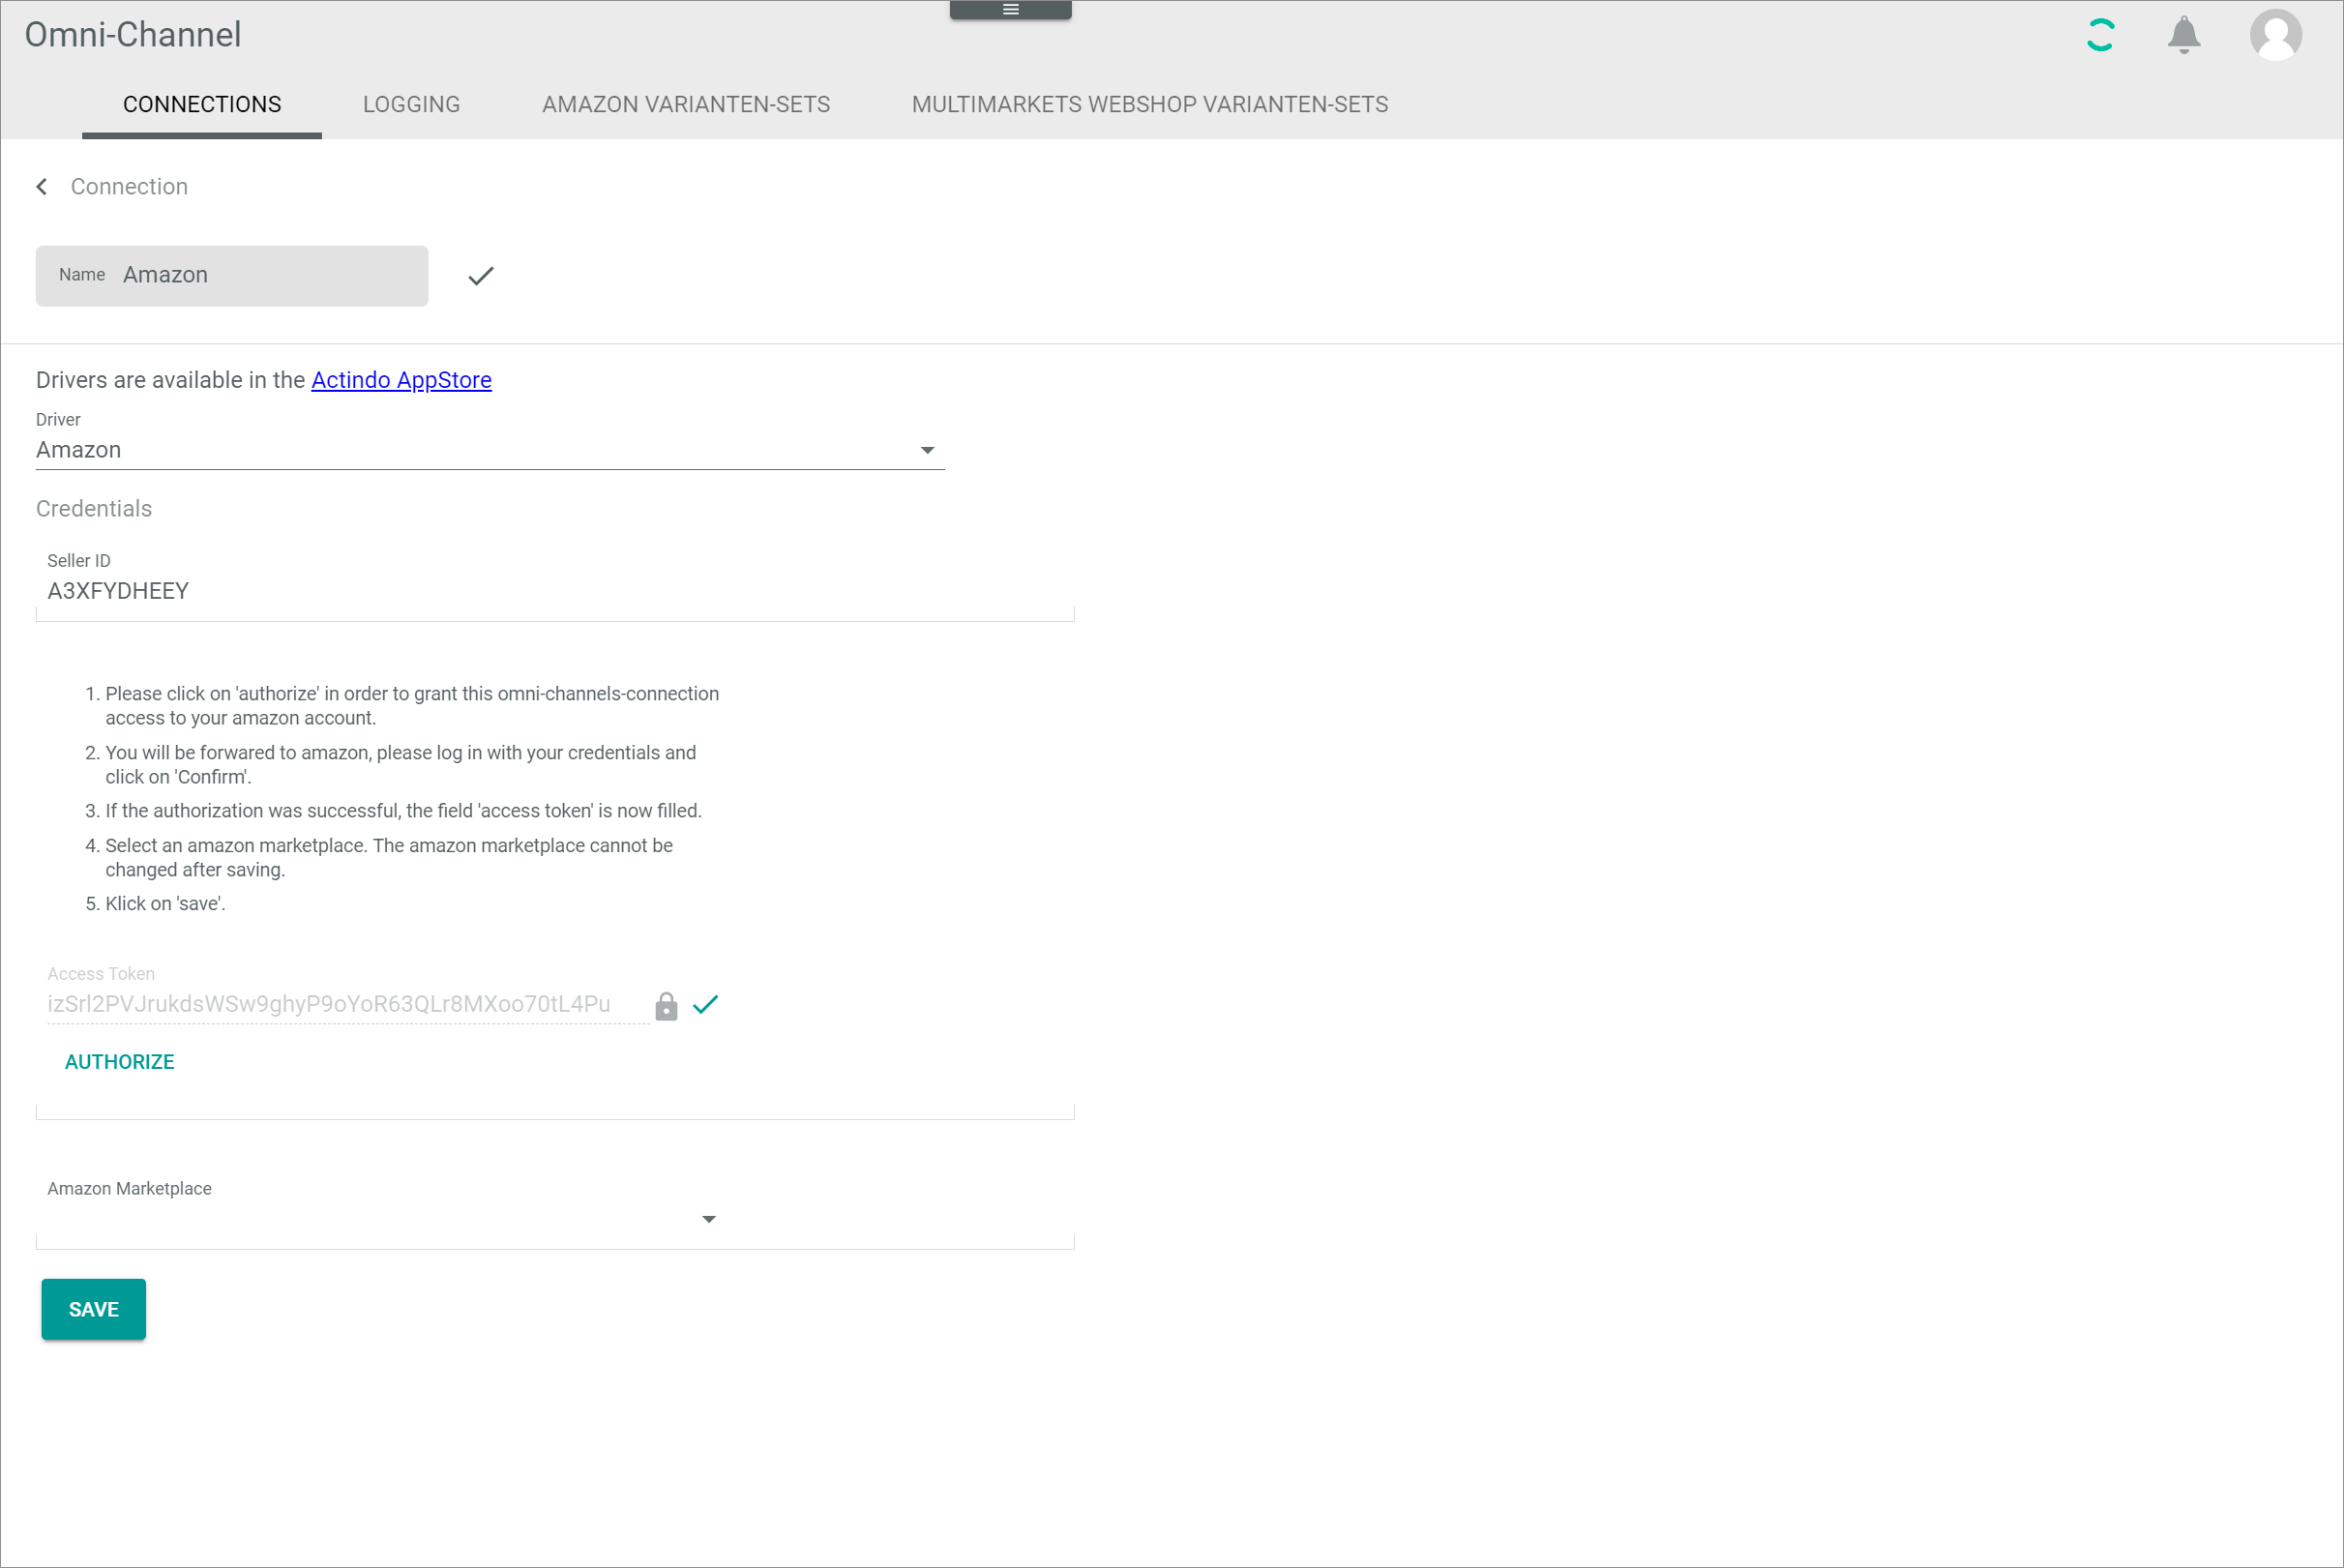 Omni-Channel
CONNECTIONS LOGGING AMAZON VARIANTEN-SETS MULTIMARKETS WEBSHOP VARIANTEN-SETS
Connection
Name Amazon
Drivers are available in the Actindo AppStore
Driver
Amazon
Credentials
Seller ID
A3XFYDHEEY
1. Please click on 'authorize' in order to grant this omni-channels-connection
access to your amazon account.
2. You will be forwared to amazon, please log in with your credentials and
click on 'Confirm'.
3. If the authorization was successful, the field 'access token' is now filled.
4. Select an amazon marketplace. The amazon marketplace cannot be
changed after saving.
5. Klick on 'save'.
Access Token
izSrl2PVJrukdsWSw9ghyP9oYoR63QLr8MXoo70tL4Pu
AUTHORIZE
Amazon Marketplace
SAVE